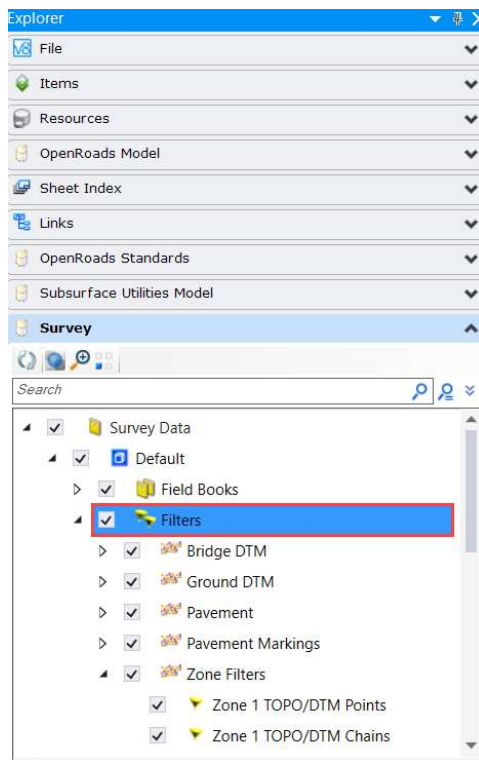 Explorer
V8 File
Items
Resources
OpenRoads Model
Sheet Index
Links
OpenRoads Standards
Subsurface Utilities Model
Survey
Search
Survey Data
Default
Field Books
Filters
Bridge DTM
Ground DTM
Pavement
Pavement Markings
Zone Filters
Zone 1 TOPO/DTM Points
Zone 1 TOPO/DTM Chains